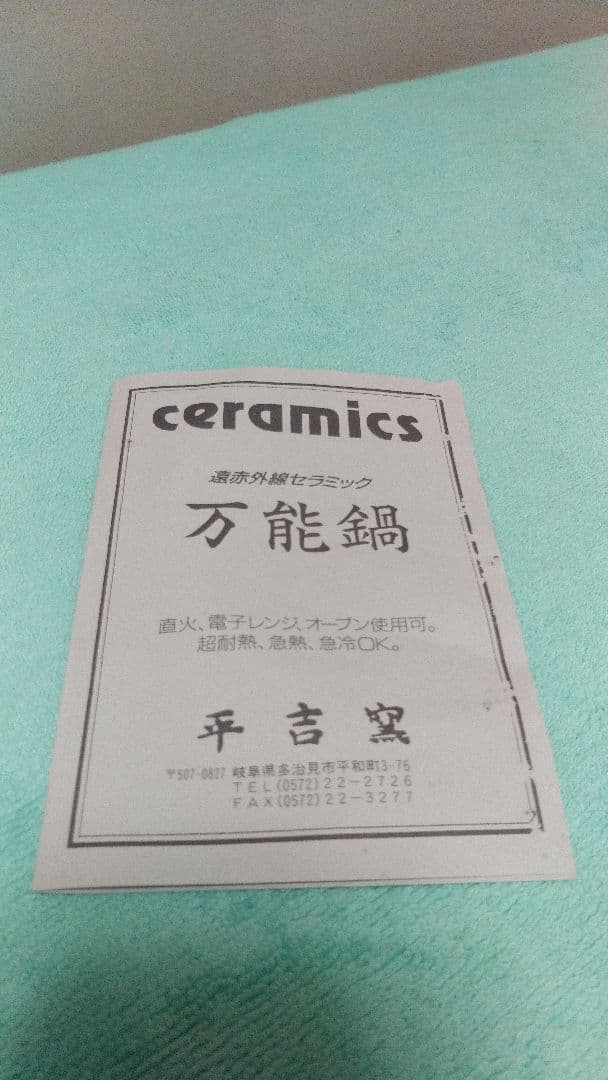 ceramics
遠赤外線セラミック
万能鍋
直火、電子レンジ、オーブン使用可。
超耐熱、急熱、急冷OK。
平吉窯
〒507-0827 岐阜県多治見市平和町13-76
TEL(0572)22-2726
FAX(0572)22-3277